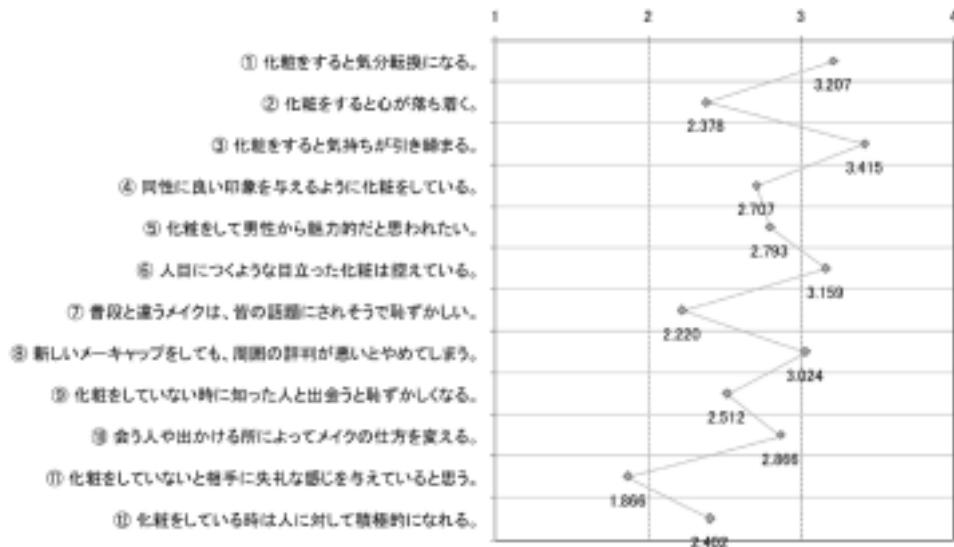 1 2 3 4
① 化粧をすると気分転換になる。
3.207
② 化粧をすると心が落ち着く。
2.378
③ 化粧をすると気持ちが引き締まる。
3.415
④ 同性に良い印象を与えるように化粧をしている。
2.707
⑤ 化粧をして男性から魅力的だと思われたい。
2.793
⑥ 人目につくような目立った化粧は控えている。
3.159
⑦ 普段と違うメイクは、皆の話題にされそうで恥ずかしい。
2.220
⑧ 新しいメーキャップをしても、周囲の評判が悪いとやめてしまう。
3.024
⑨ 化粧をしていない時に知った人と出会うと恥ずかしくなる。
2.512
⑩ 会う人や出かける所によってメイクの仕方を変える。
2.866
⑪ 化粧をしていないと相手に失礼な感じを与えていると思う。
1.866
⑫ 化粧をしている時は人に対して積極的になれる。
2.402